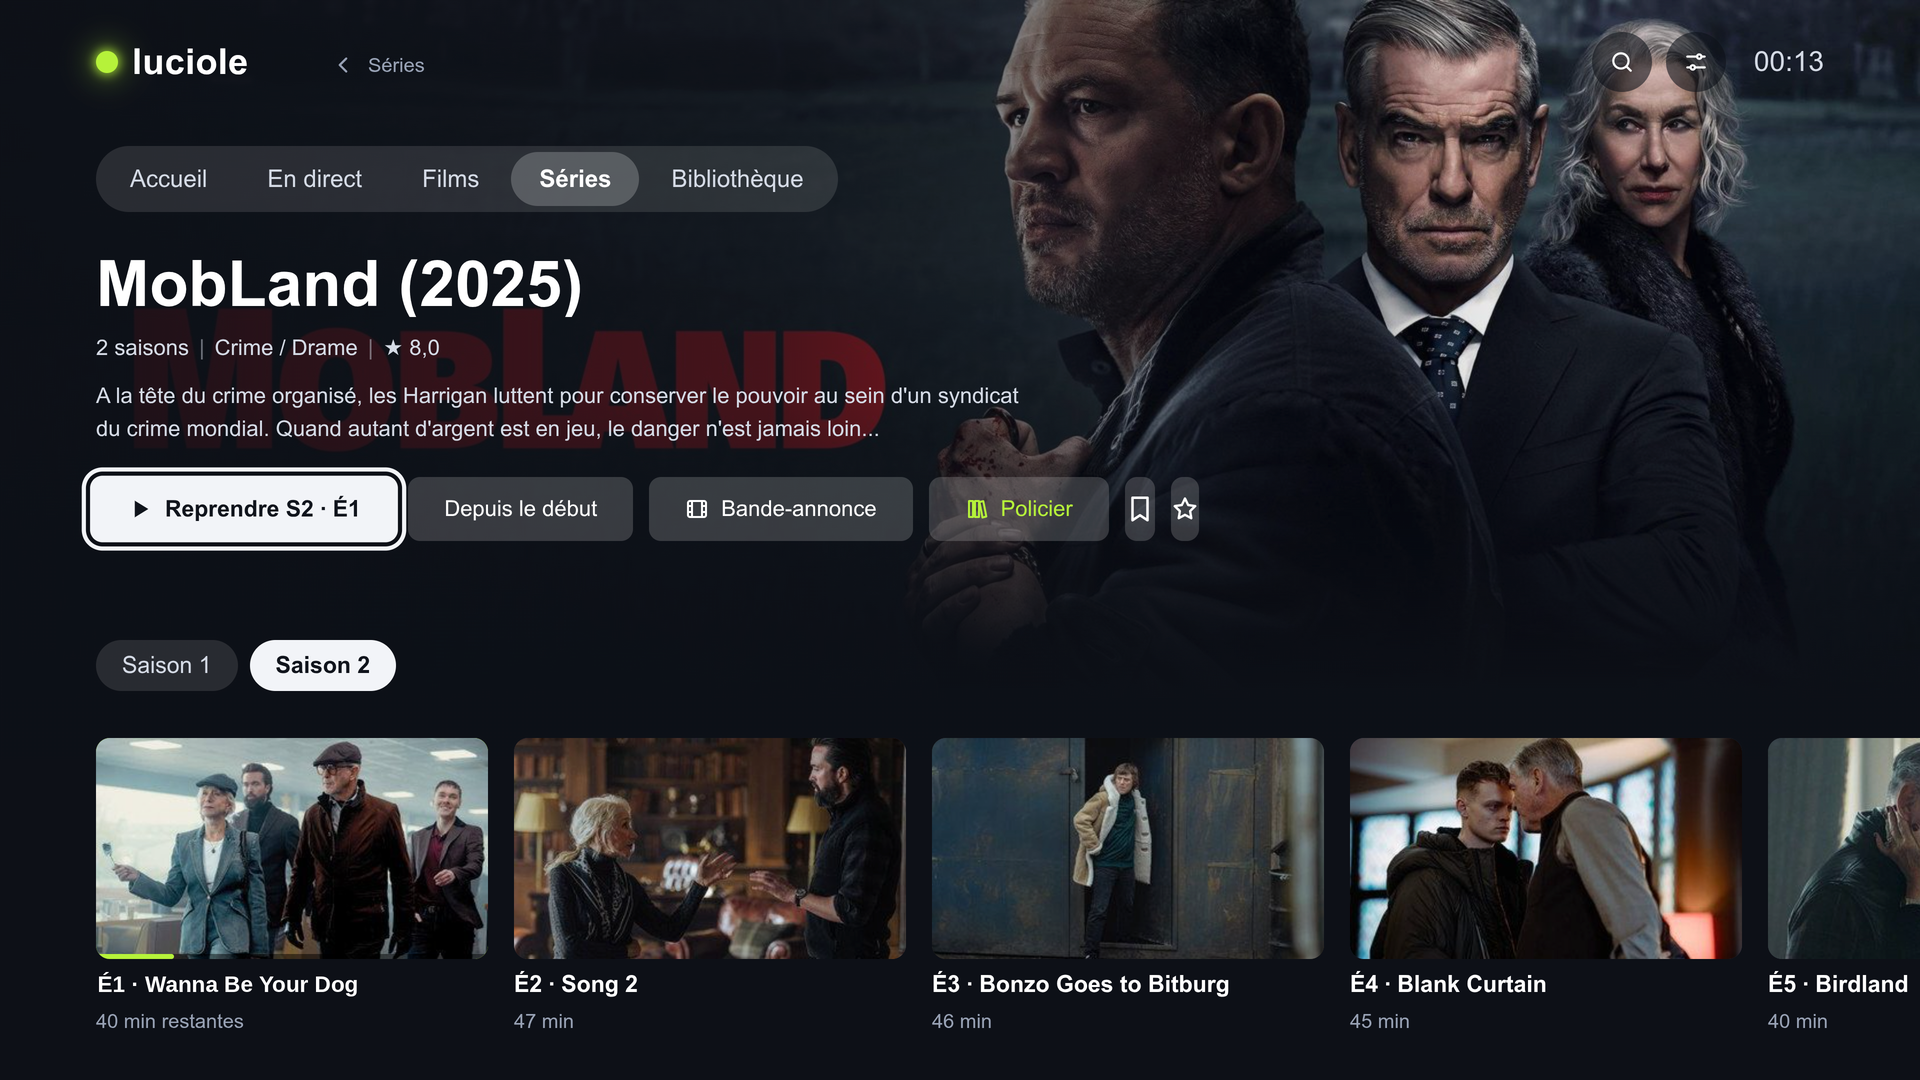 luciole
Séries
00:13
Accueil
En direct
Films
Séries
Bibliothèque
MobLand (2025)
MOBLAND
2 saisons | Crime / Drame | ★ 8,0
A la tête du crime organisé, les Harrigan luttent pour conserver le pouvoir au sein d'un syndicat
du crime mondial. Quand autant d'argent est en jeu, le danger n'est jamais loin...
Reprendre S2 · É1
Depuis le début
Bande-annonce
Policier
Saison 1
Saison 2
É1 · Wanna Be Your Dog
40 min restantes
É2 · Song 2
47 min
É3 · Bonzo Goes to Bitburg
46 min
É4 · Blank Curtain
45 min
É5 · Birdland
40 min